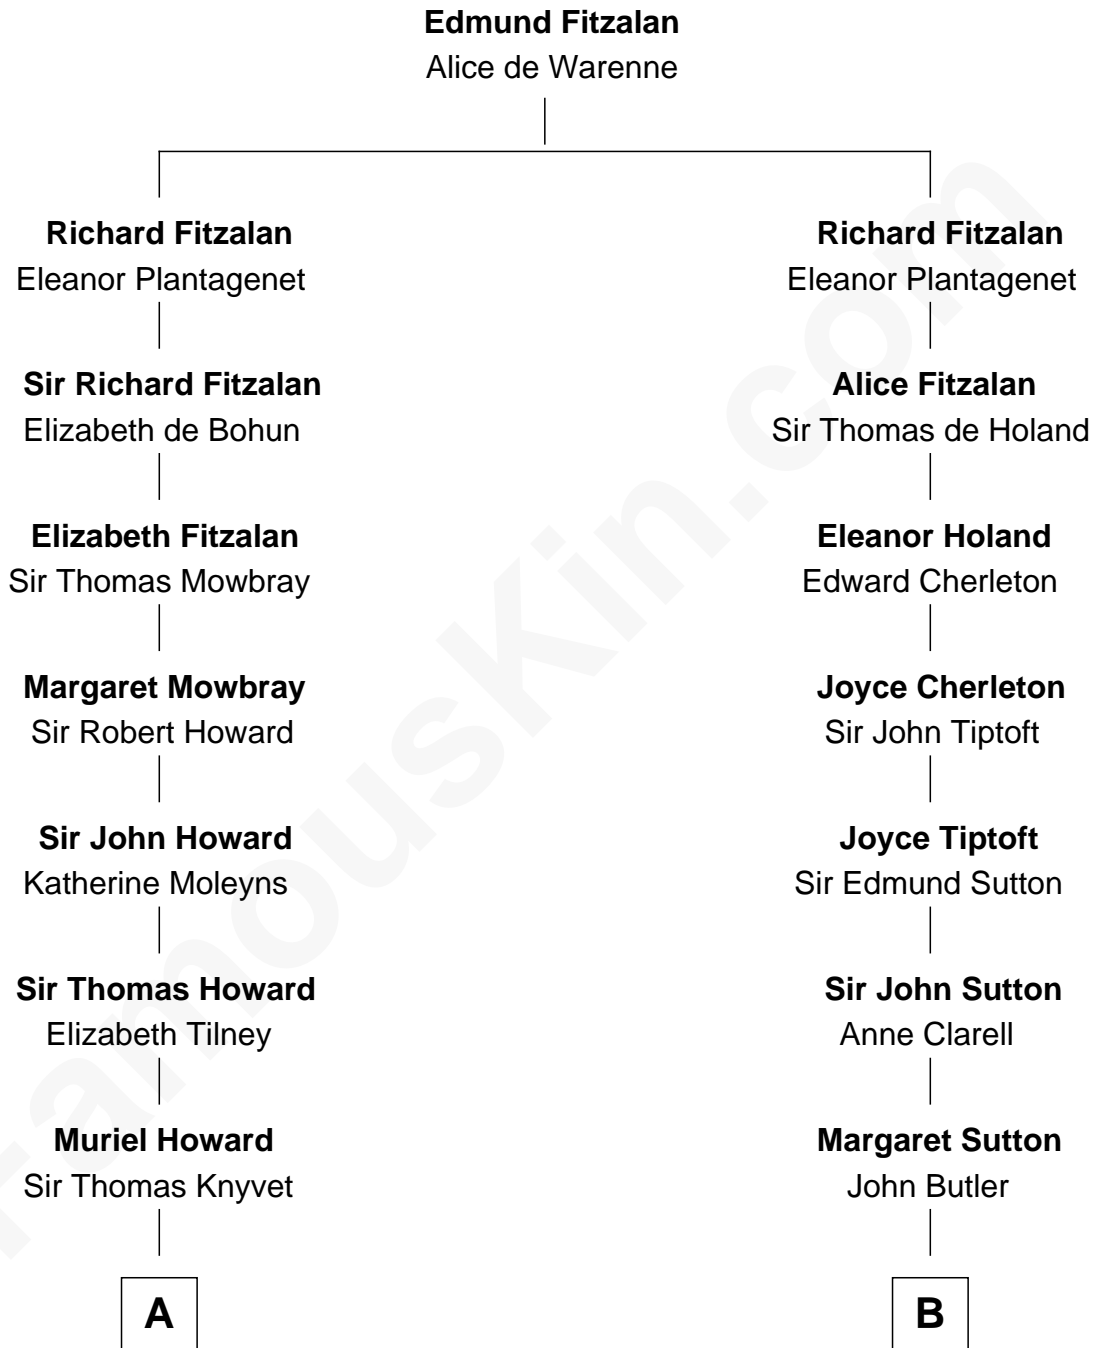 Edmund Fitzalan
Alice de Warenne
Richard Fitzalan
Eleanor Plantagenet
Richard Fitzalan
Eleanor Plantagenet
Sir Richard Fitzalan
Elizabeth de Bohun
Alice Fitzalan
Sir Thomas de Holand
Elizabeth Fitzalan
Sir Thomas Mowbray
Eleanor Holand
Edward Cherleton
Margaret Mowbray
Sir Robert Howard
Joyce Cherleton
Sir John Tiptoft
Sir John Howard
Katherine Moleyns
Joyce Tiptoft
Sir Edmund Sutton
Sir Thomas Howard
Elizabeth Tilney
Sir John Sutton
Anne Clarell
Muriel Howard
Sir Thomas Knyvet
Margaret Sutton
John Butler
A
B
FamousKin.com